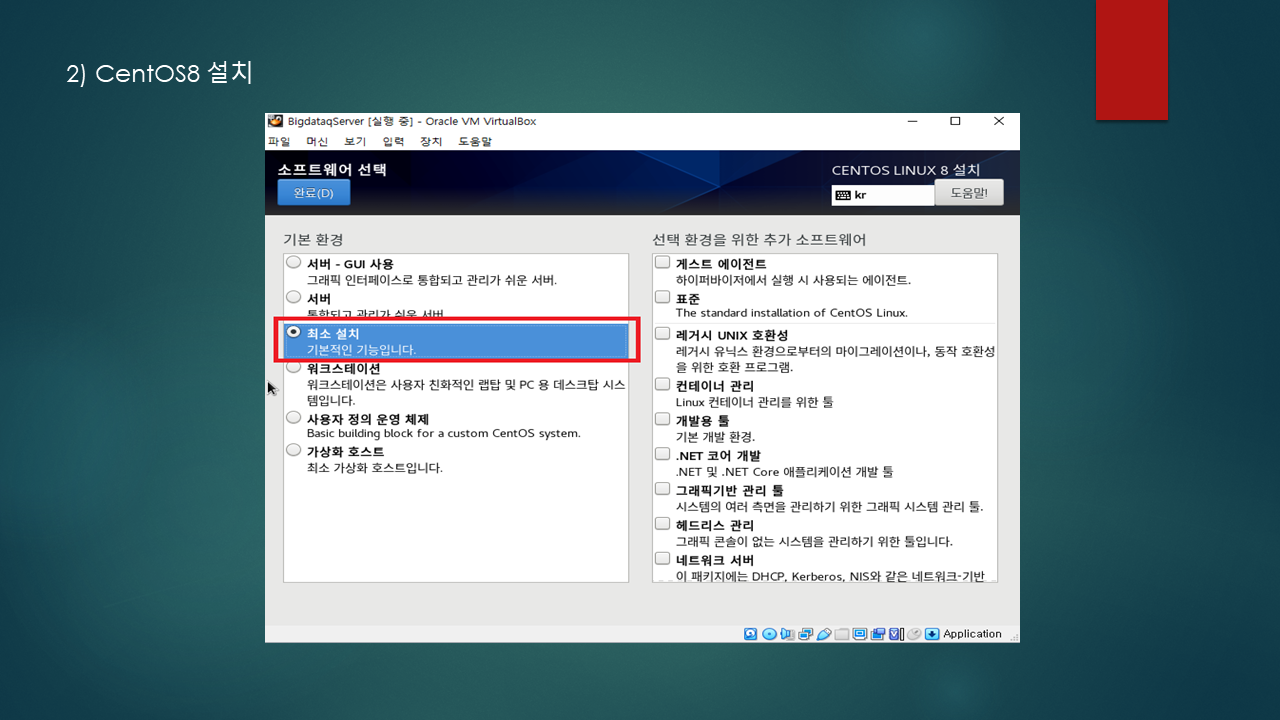 2) CentOS8 설치
BigdataqServer [실행 중] - Oracle VM VirtualBox
파일 머신 보기 입력 장치 도움말
소프트웨어 선택
CENTOS LINUX 8 설치
완료(D)
kr
도움말!
기본 환경
서버 - GUI 사용
그래픽 인터페이스로 통합되고 관리가 쉬운 서버.
서버
통합되고 관리가 쉬운 서버.
최소 설치
기본적인 기능입니다.
워크스테이션
워크스테이션은 사용자 친화적인 랩탑 및 PC 용 데스크탑 시스
템입니다.
사용자 정의 운영 체제
Basic building block for a custom CentOS system.
가상화 호스트
최소 가상화 호스트입니다.
선택 환경을 위한 추가 소프트웨어
게스트 에이전트
하이퍼바이저에서 실행 시 사용되는 에이전트.
표준
The standard installation of CentOS Linux.
레거시 UNIX 호환성
레거시 유닉스 환경으로부터의 마이그레이션이나, 동작 호환성
을 위한 호환 프로그램.
컨테이너 관리
Linux 컨테이너 관리를 위한 툴
개발용 툴
기본 개발 환경.
.NET 코어 개발
.NET 및 .NET Core 애플리케이션 개발 툴
그래픽기반 관리 툴
시스템의 여러 측면을 관리하기 위한 그래픽 시스템 관리 툴.
헤드리스 관리
그래픽 콘솔이 없는 시스템을 관리하기 위한 툴입니다.
네트워크 서버
이 패키지에는 DHCP, Kerberos, NIS와 같은 네트워크-기반
Application